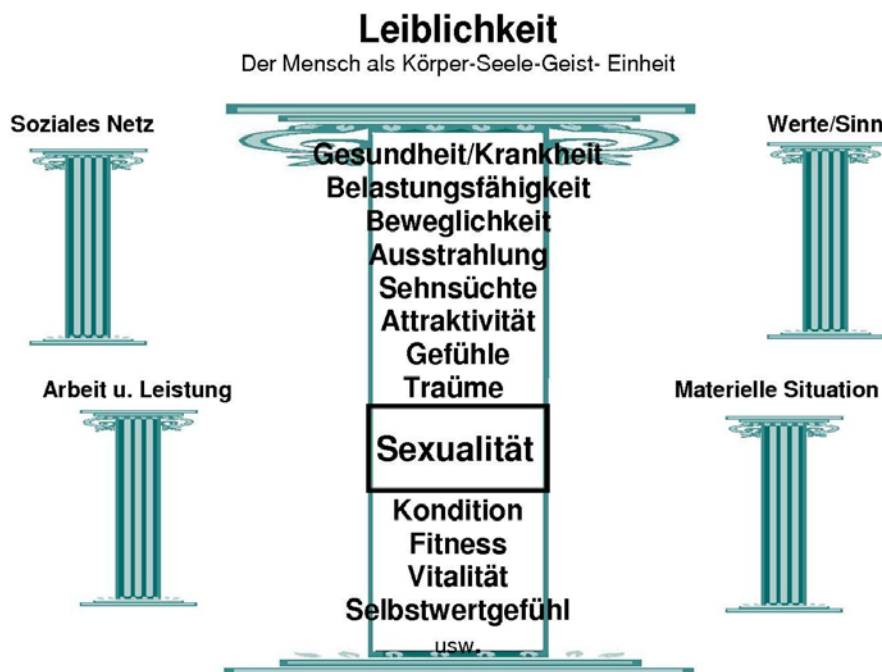 Leiblichkeit
Der Mensch als Körper-Seele-Geist- Einheit
Soziales Netz
Werte/Sinn
Gesundheit/Krankheit
Belastungsfähigkeit
Beweglichkeit
Ausstrahlung
Sehnsüchte
Attraktivität
Gefühle
Traüme
Arbeit u. Leistung
Materielle Situation
Sexualität
Kondition
Fitness
Vitalität
Selbstwertgefühl
usw.